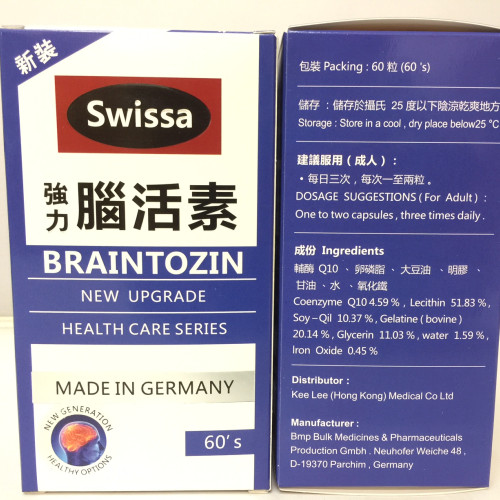 新裝
Swissa
強力 腦活素
BRAINTOZIN
NEW UPGRADE
HEALTH CARE SERIES
MADE IN GERMANY
NEW GENERATION
HEALTHY OPTIONS
60's
包裝 Packing : 60 粒 (60 's)
儲存 : 儲存於攝氏 25 度以下陰涼乾爽地方
Storage : Store in a cool , dry place below25 °C
建議服用 ( 成人 ) :
• 每日三次 , 每次一至兩粒 。
DOSAGE SUGGESTIONS ( For Adult ) :
One to two capsules , three times daily .
成份 Ingredients
輔酶 Q10 、 卵磷脂 、 大豆油 、 明膠 、
甘油 、 水 、 氧化鐵
Coenzyme Q10 4.59 % , Lecithin 51.83 % ,
Soy – Qil 10.37 % , Gelatine ( bovine )
20.14 % , Glycerin 11.03 % , water 1.59 % ,
Iron Oxide 0.45 %
Distributor :
Kee Lee (Hong Kong) Medical Co Ltd
Manufacturer :
Bmp Bulk Medicines & Pharmaceuticals
Production Gmbh . Neuhofer Weiche 48 ,
D-19370 Parchim , Germany